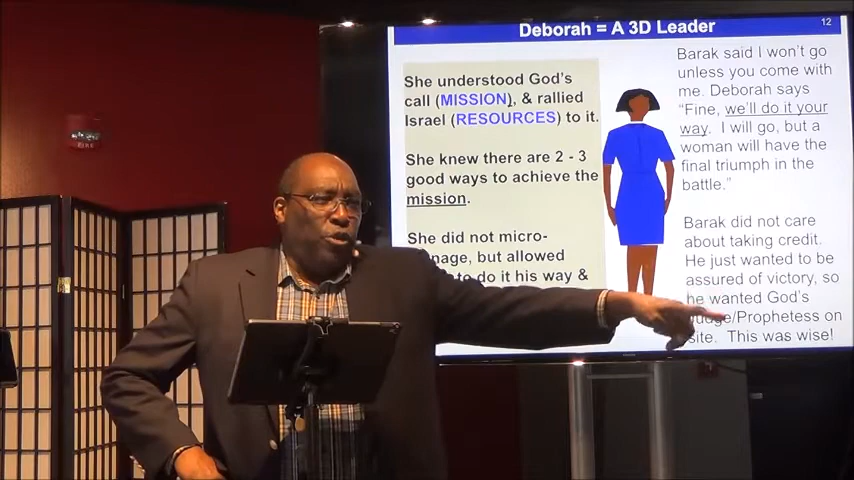 Deborah = A 3D Leader
12
She understood God's
call (MISSION), & rallied
Israel (RESOURCES) to it.
She knew there are 2 - 3
good ways to achieve the
mission.
She did not micro-
to do it his way &
Barak said I won't go
unless you come with
me. Deborah says
"Fine, we'll do it your
way. I will go, but a
woman will have the
final triumph in the
battle."
Barak did not care
about taking credit.
He just wanted to be
assured of victory, so
he wanted God's
Judge/Prophetess on
site. This was wise!
FIRE